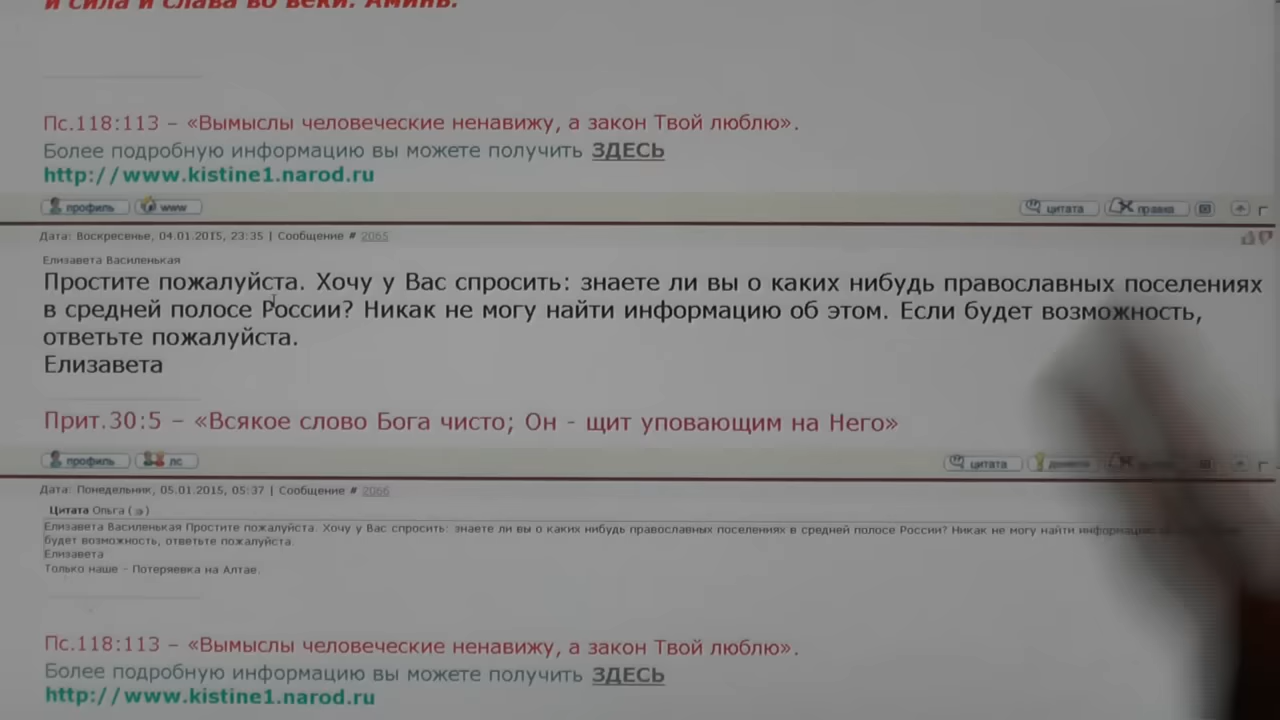 и сила и слава во веки. Аминь.
Пс.118:113 – «Вымыслы человеческие ненавижу, а закон Твой люблю».
Более подробную информацию вы можете получить ЗДЕСЬ
http://www.kistine1.narod.ru
профиль www цитата правка
Дата: Воскресенье, 04.01.2015, 23:35 | Сообщение # 2065
Елизавета Василенькая
Простите пожалуйста. Хочу у Вас спросить: знаете ли вы о каких нибудь православных поселениях
в средней полосе России? Никак не могу найти информацию об этом. Если будет возможность,
ответьте пожалуйста.
Елизавета
Прит.30:5 – «Всякое слово Бога чисто; Он - щит уповающим на Него»
профиль лс цитата
Дата: Понедельник, 05.01.2015, 05:37 | Сообщение # 2066
Цитата Ольга ( )
Елизавета Василенькая Простите пожалуйста. Хочу у Вас спросить: знаете ли вы о каких нибудь православных поселениях в средней полосе России? Никак не могу найти
будет возможность, ответьте пожалуйста.
Елизавета
Только наше - Потеряевка на Алтае.
Пс.118:113 – «Вымыслы человеческие ненавижу, а закон Твой люблю».
Более подробную информацию вы можете получить ЗДЕСЬ
http://www.kistine1.narod.ru